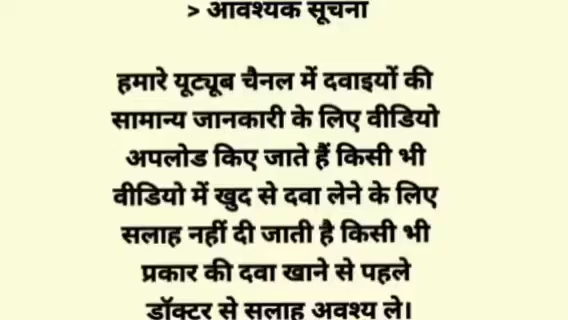 > आवश्यक सूचना
हमारे यूट्यूब चैनल में दवाइयों की
सामान्य जानकारी के लिए वीडियो
अपलोड किए जाते हैं किसी भी
वीडियो में खुद से दवा लेने के लिए
सलाह नहीं दी जाती है किसी भी
प्रकार की दवा खाने से पहले
डॉक्टर से सलाह अवश्य ले।